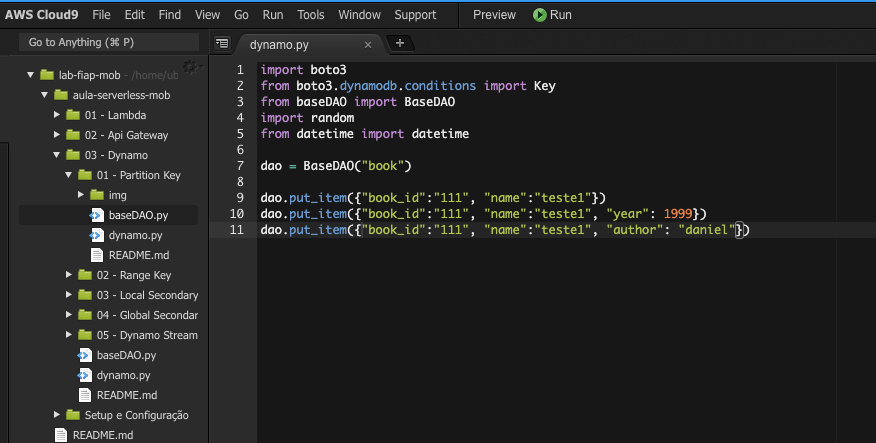 AWS Cloud9 File Edit Find View Go Run Tools Window Support Preview Run
Go to Anything (⌘ P)
lab-fiap-mob - /home/ub
aula-serverless-mob
01 - Lambda
02 - Api Gateway
03 - Dynamo
01 - Partition Key
img
baseDAO.py
dynamo.py
README.md
02 - Range Key
03 - Local Secondary
04 - Global Secondar
05 - Dynamo Stream
baseDAO.py
dynamo.py
README.md
Setup e Configuração
README.md
dynamo.py
1 import boto3
2 from boto3.dynamodb.conditions import Key
3 from baseDAO import BaseDAO
4 import random
5 from datetime import datetime
6
7 dao = BaseDAO("book")
8
9 dao.put_item({"book_id":"111", "name":"teste1"})
10 dao.put_item({"book_id":"111", "name":"teste1", "year": 1999})
11 dao.put_item({"book_id":"111", "name":"teste1", "author": "daniel"})